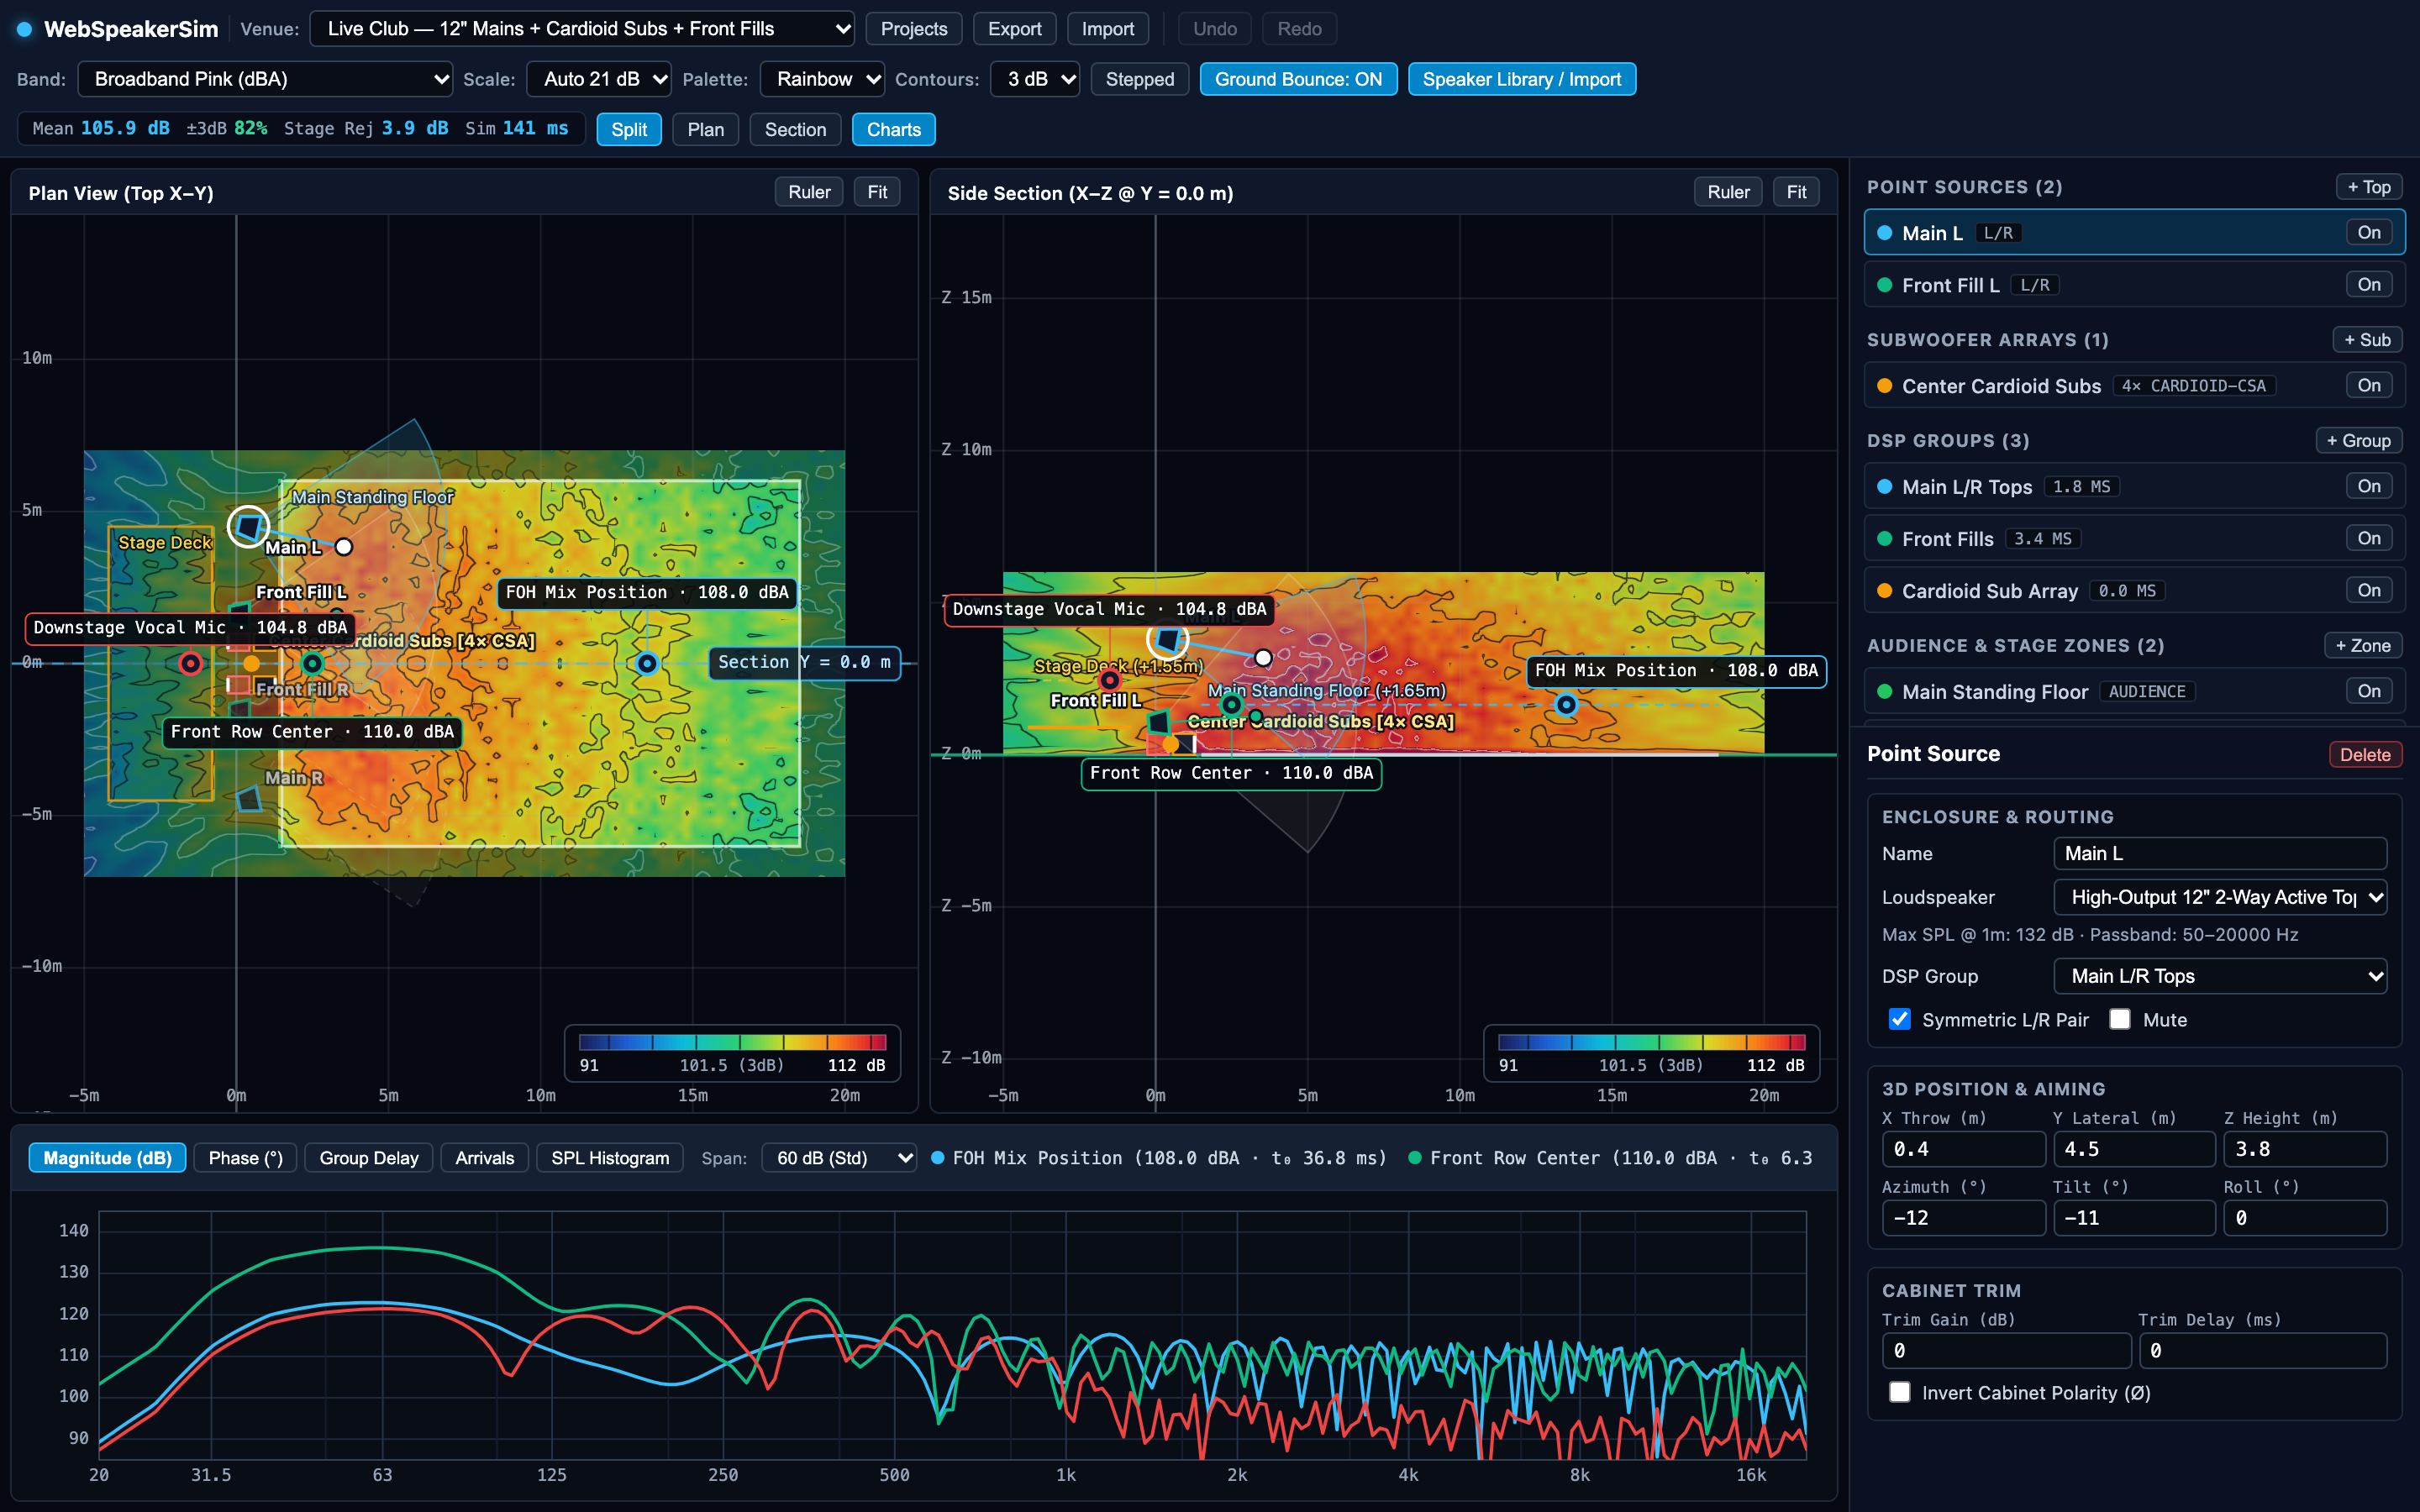 WebSpeakerSim Venue: Live Club — 12" Mains + Cardioid Subs + Front Fills Projects Export Import Undo Redo
Band: Broadband Pink (dBA) Scale: Auto 21 dB Palette: Rainbow Contours: 3 dB Stepped Ground Bounce: ON Speaker Library / Import
Mean 105.9 dB ±3dB 82% Stage Rej 3.9 dB Sim 141 ms Split Plan Section Charts
Plan View (Top X–Y) Ruler Fit
10m
5m
0m
−5m
−10m
Main Standing Floor
Stage Deck
Main L
Front Fill L
FOH Mix Position · 108.0 dBA
Downstage Vocal Mic · 104.8 dBA
Center Cardioid Subs [4× CSA]
Section Y = 0.0 m
Front Fill R
Front Row Center · 110.0 dBA
Main R
91 101.5 (3dB) 112 dB
−5m 0m 5m 10m 15m 20m
Side Section (X–Z @ Y = 0.0 m) Ruler Fit
Z 15m
Z 10m
Z 0m
Z −5m
Z −10m
Downstage Vocal Mic · 104.8 dBA
Main L
Stage Deck (+1.55m)
FOH Mix Position · 108.0 dBA
Main Standing Floor (+1.65m)
Front Fill L
Center Cardioid Subs [4× CSA]
Front Row Center · 110.0 dBA
91 101.5 (3dB) 112 dB
−5m 0m 5m 10m 15m 20m
Magnitude (dB) Phase (°) Group Delay Arrivals SPL Histogram Span: 60 dB (Std) FOH Mix Position (108.0 dBA · t₀ 36.8 ms) Front Row Center (110.0 dBA · t₀ 6.3
140
130
120
110
100
90
20 31.5 63 125 250 500 1k 2k 4k 8k 16k
POINT SOURCES (2) + Top
Main L L/R On
Front Fill L L/R On
SUBWOOFER ARRAYS (1) + Sub
Center Cardioid Subs 4× CARDIOID-CSA On
DSP GROUPS (3) + Group
Main L/R Tops 1.8 MS On
Front Fills 3.4 MS On
Cardioid Sub Array 0.0 MS On
AUDIENCE & STAGE ZONES (2) + Zone
Main Standing Floor AUDIENCE On
Point Source Delete
ENCLOSURE & ROUTING
Name Main L
Loudspeaker High-Output 12" 2-Way Active To
Max SPL @ 1m: 132 dB · Passband: 50–20000 Hz
DSP Group Main L/R Tops
Symmetric L/R Pair Mute
3D POSITION & AIMING
X Throw (m) Y Lateral (m) Z Height (m)
0.4 4.5 3.8
Azimuth (°) Tilt (°) Roll (°)
−12 −11 0
CABINET TRIM
Trim Gain (dB) Trim Delay (ms)
0 0
Invert Cabinet Polarity (Ø)